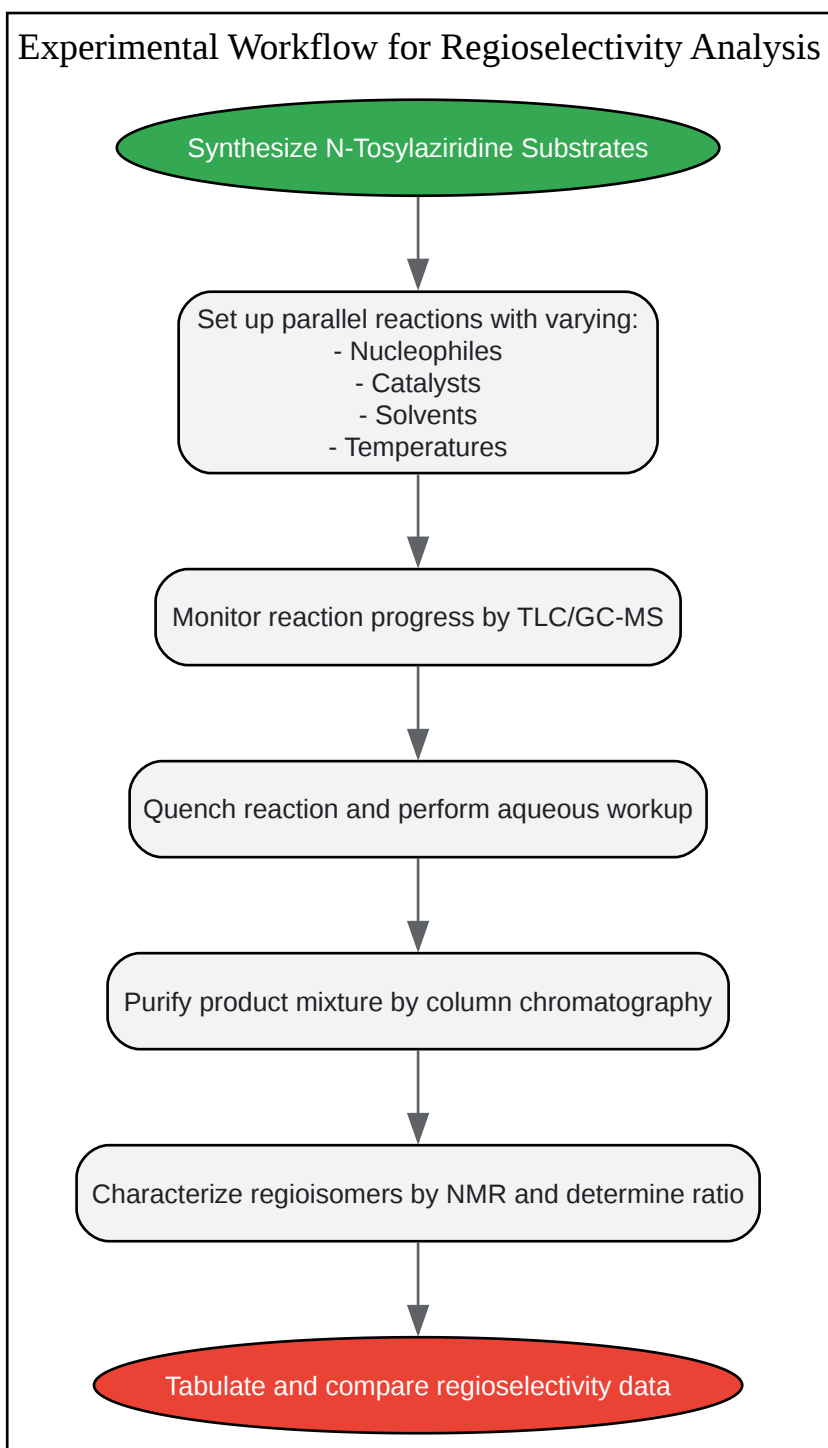 Experimental Workflow for Regioselectivity Analysis
Synthesize N-Tosylaziridine Substrates
Set up parallel reactions with varying:
- Nucleophiles
- Catalysts
- Solvents
- Temperatures
Monitor reaction progress by TLC/GC-MS
Quench reaction and perform aqueous workup
Purify product mixture by column chromatography
Characterize regioisomers by NMR and determine ratio
Tabulate and compare regioselectivity data